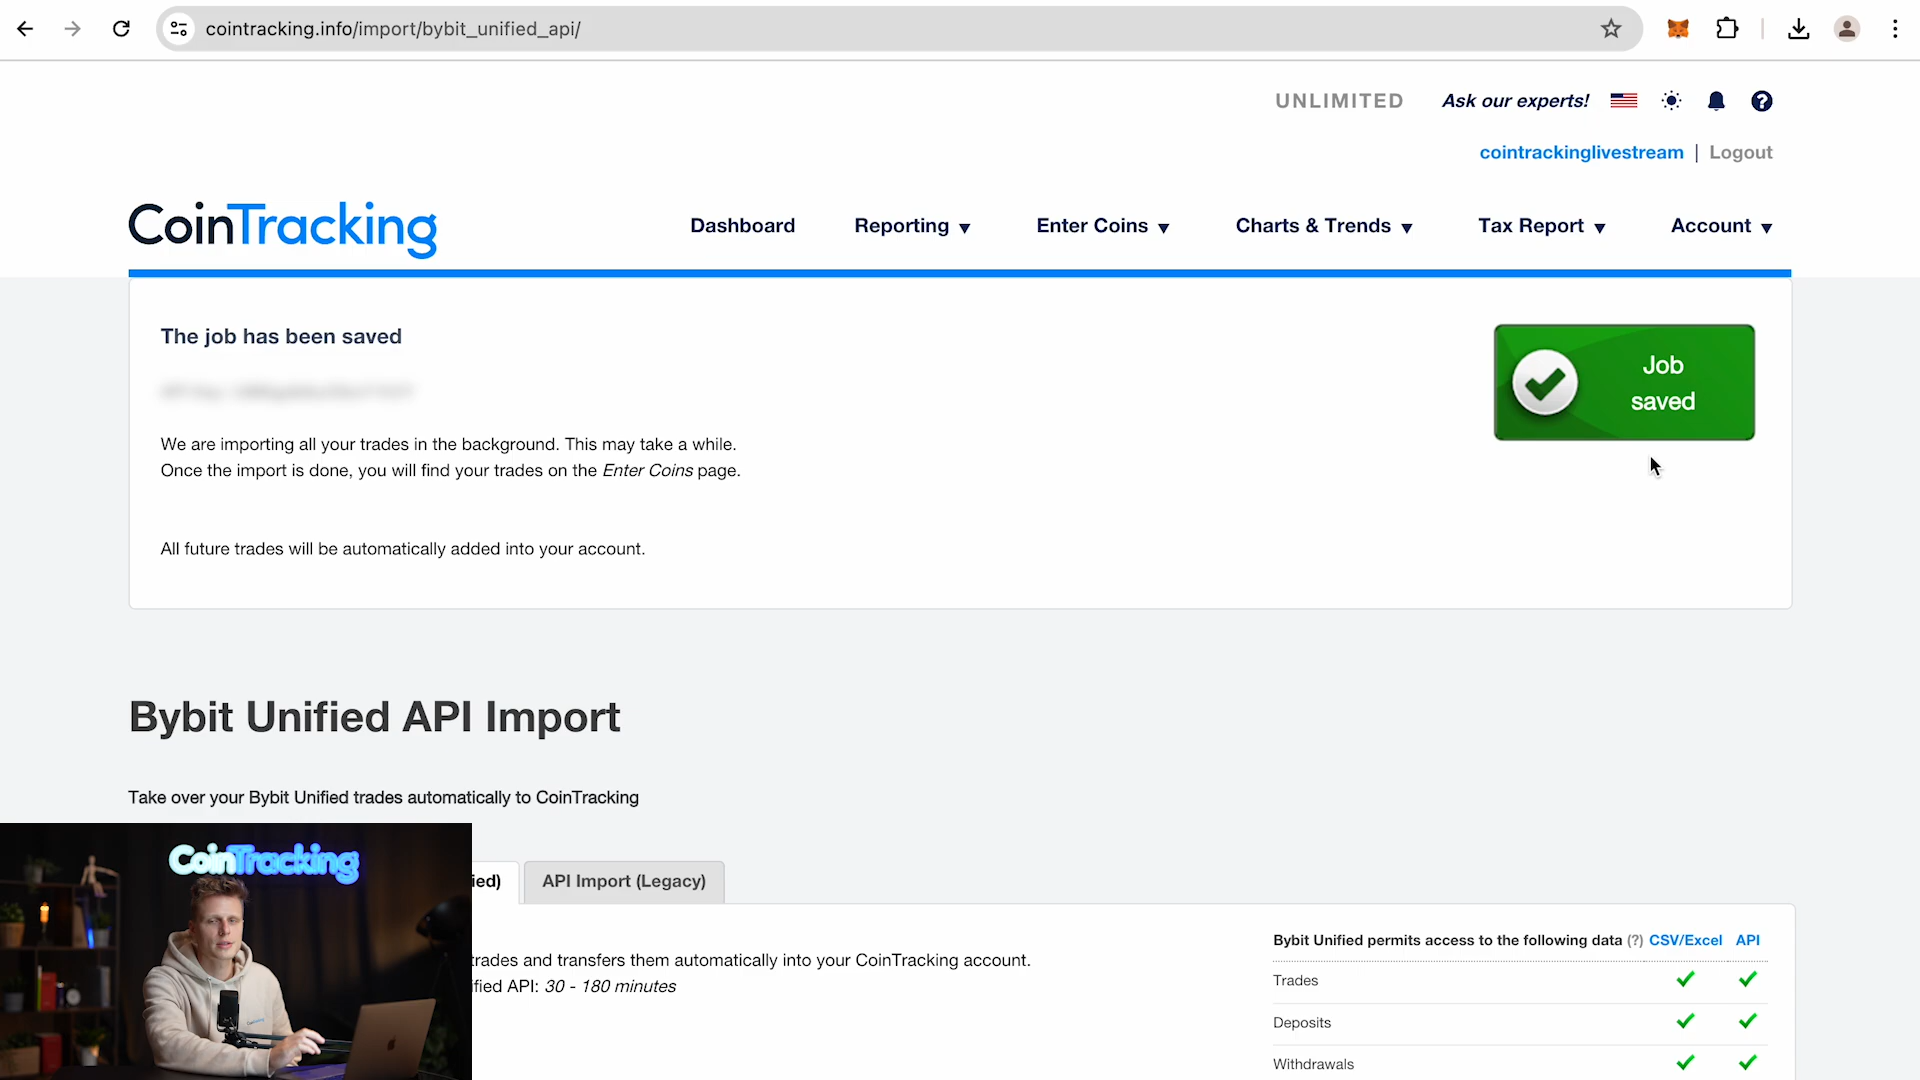 cointracking.info/import/bybit_unified_api/
UNLIMITED
Ask our experts!
cointrackinglivestream | Logout
CoinTracking
Dashboard
Reporting ▼
Enter Coins ▼
Charts & Trends ▼
Tax Report ▼
Account ▼
The job has been saved
Job
saved
We are importing all your trades in the background. This may take a while.
Once the import is done, you will find your trades on the Enter Coins page.
All future trades will be automatically added into your account.
Bybit Unified API Import
Take over your Bybit Unified trades automatically to CoinTracking
CoinTracking
ied)
API Import (Legacy)
trades and transfers them automatically into your CoinTracking account.
ified API: 30 - 180 minutes
Bybit Unified permits access to the following data (?) CSV/Excel API
Trades
Deposits
Withdrawals